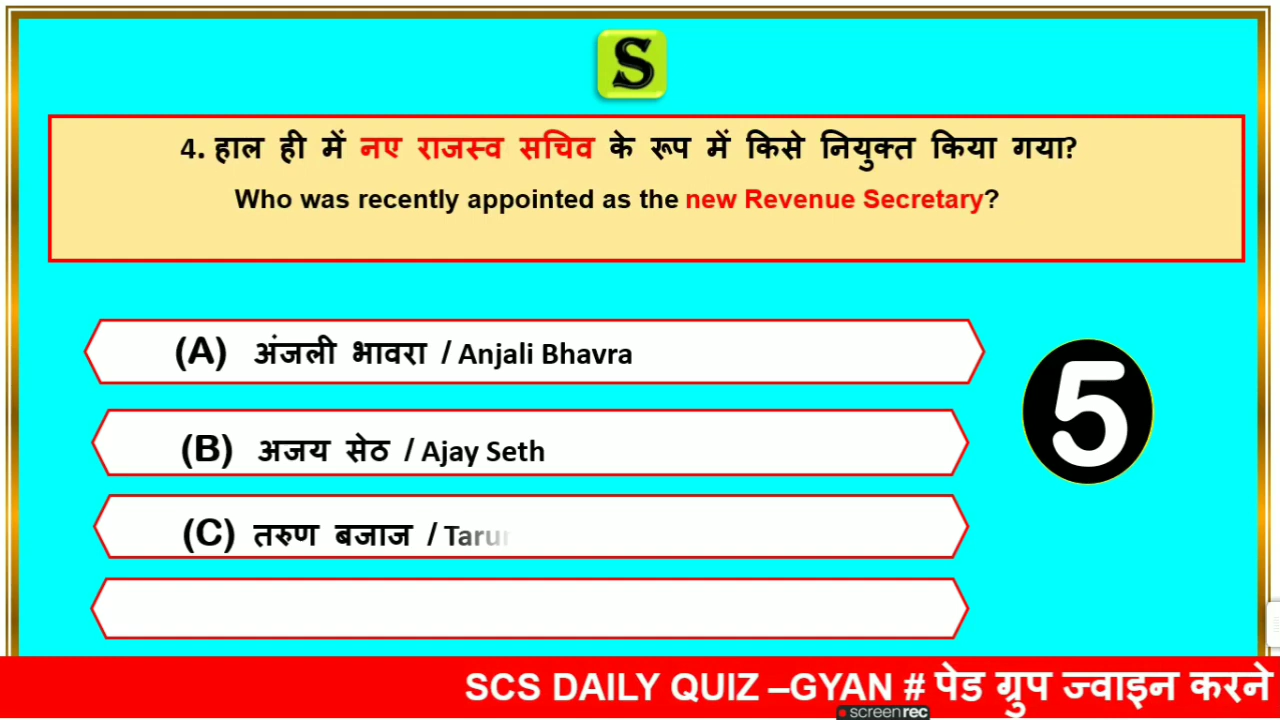 S
4. हाल ही में नए राजस्व सचिव के रूप में किसे नियुक्त किया गया?
Who was recently appointed as the new Revenue Secretary?
(A) अंजली भावरा / Anjali Bhavra
(B) अजय सेठ / Ajay Seth
(C) तरुण बजाज / Tarun
5
SCS DAILY QUIZ –GYAN # पेड ग्रुप ज्वाइन करने
screenrec